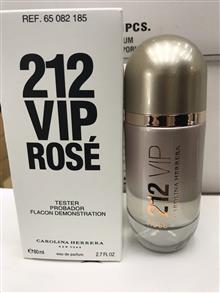 PCS.
REF. 65 082 185
212
VIP
ROSÉ
TESTER
PROBADOR
FLACON DEMONSTRATION
CAROLINA HERRERA
NEW YORK
℮80ml
eau de parfum
2.7 FL.OZ
212 VIP
CAROLINA HERRERA